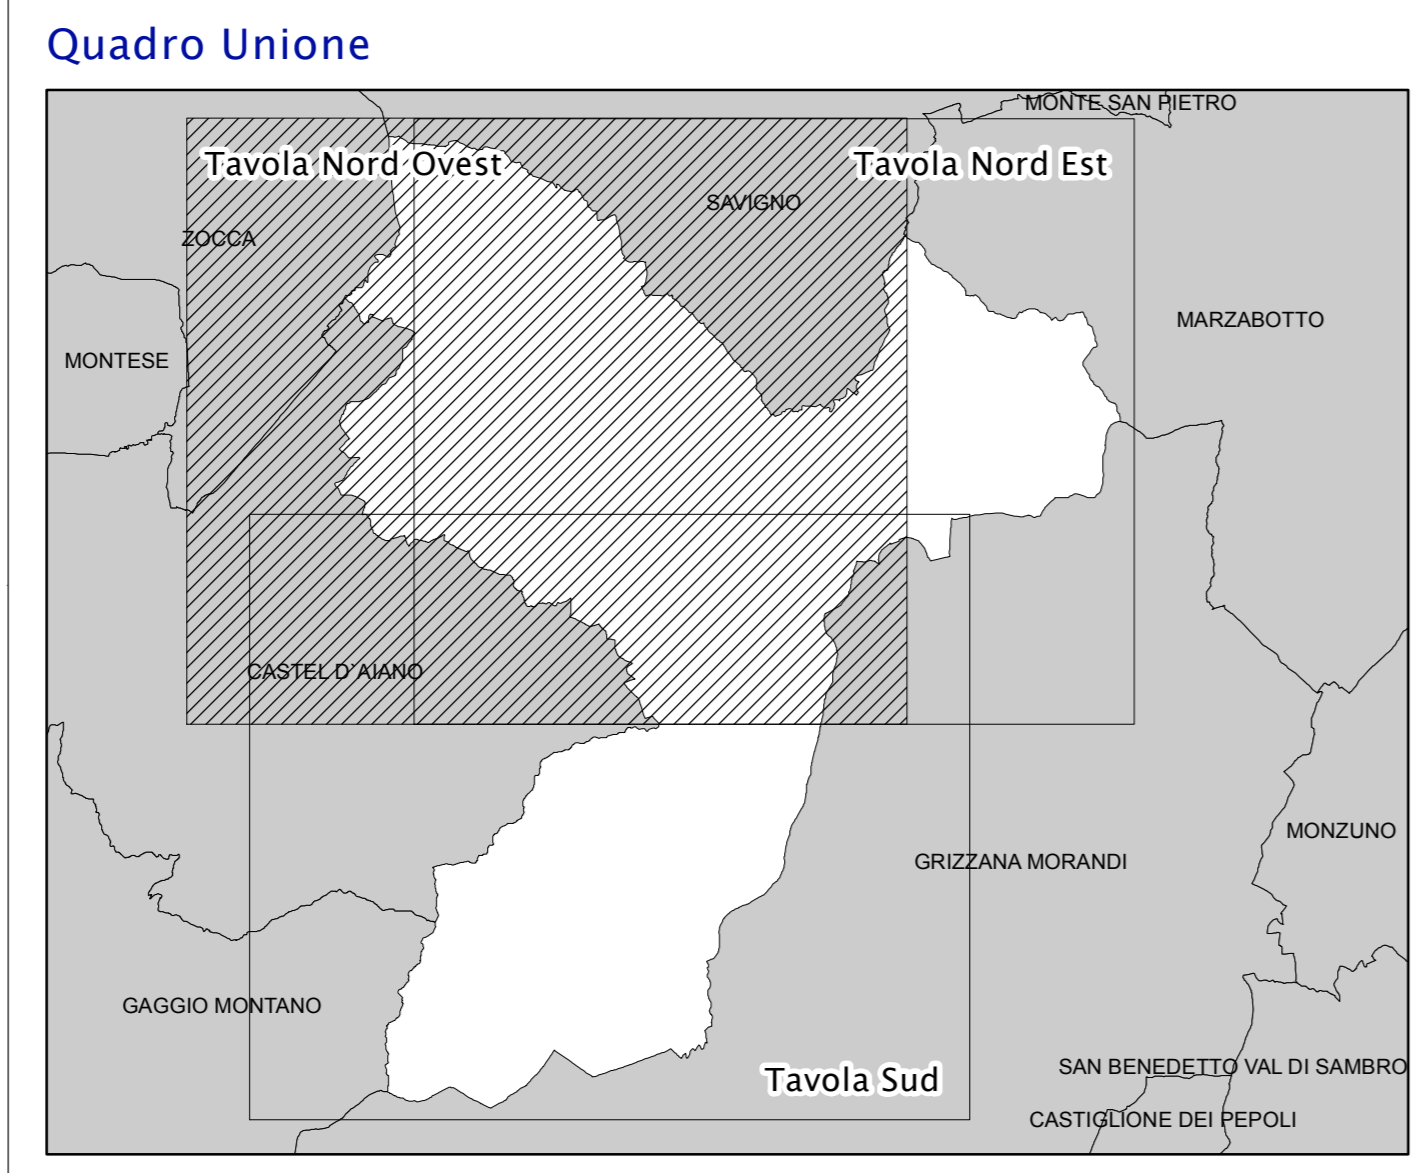 Quadro Unione
MONTE SAN PIETRO
Tavola Nord Ovest
Tavola Nord Est
SAVIGNO
ZOCCA
MARZABOTTO
MONTESE
CASTEL D`AIANO
MONZUNO
GRIZZANA MORANDI
GAGGIO MONTANO
SAN BENEDETTO VAL DI SAMBRO
Tavola Sud
CASTIGLIONE DEI PEPOLI